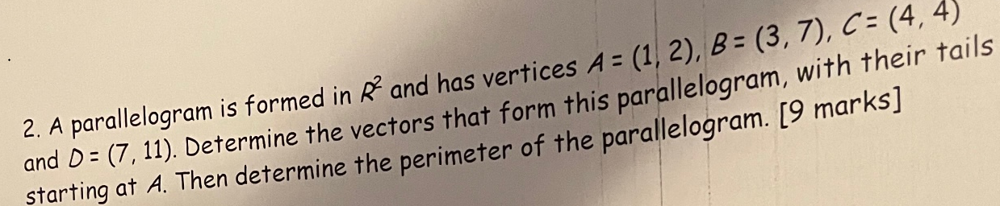 2. A parallelogram is formed in R² and has vertices A = (1, 2), B = (3, 7), C = (4, 4)
and D = (7, 11). Determine the vectors that form this parallelogram, with their tails
starting at A. Then determine the perimeter of the parallelogram. [9 marks]